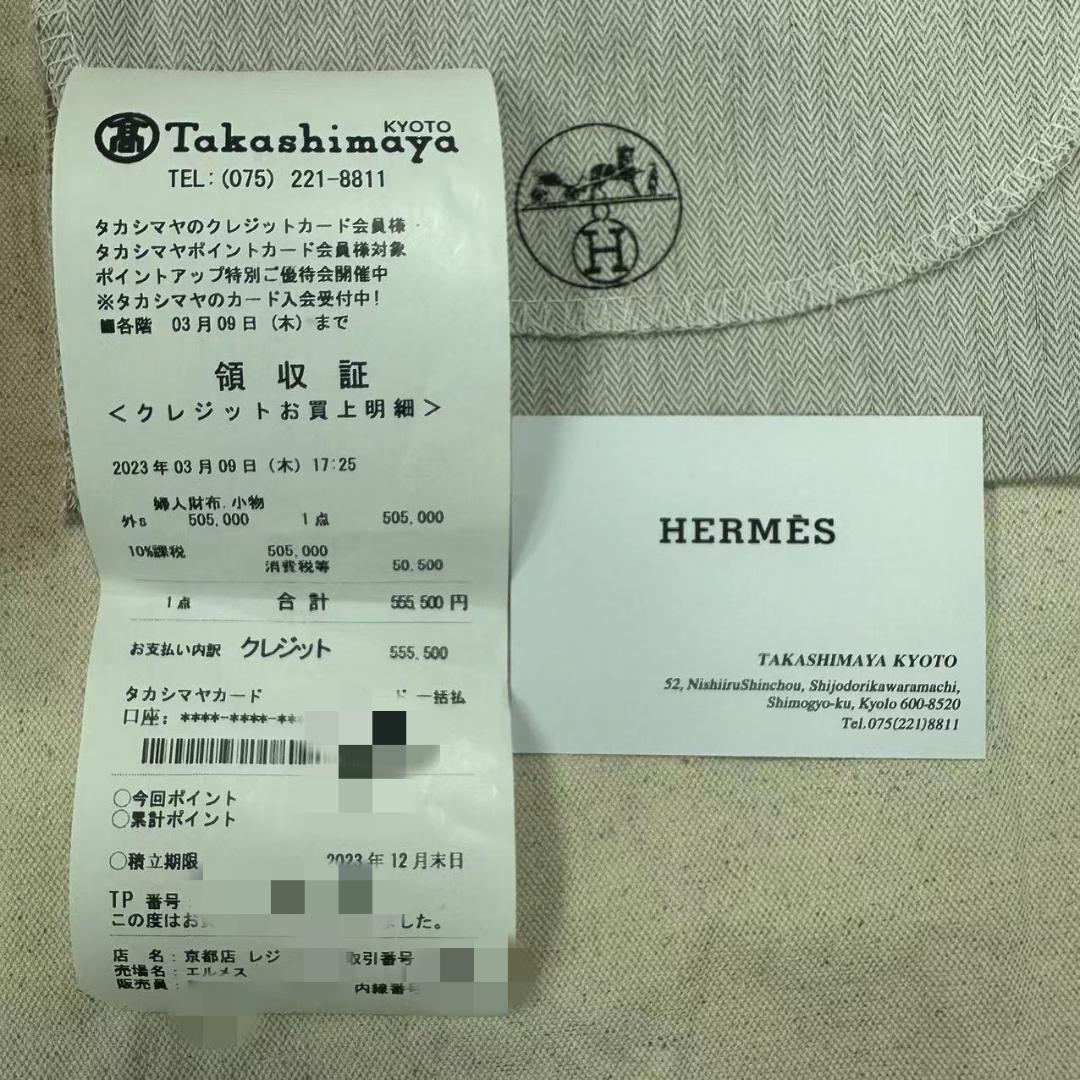 髙 Takashimaya KYOTO
TEL:(075) 221-8811
タカシマヤのクレジットカード会員様・
タカシマヤポイントカード会員様対象
ポイントアップ特別ご優待会開催中
※タカシマヤのカード入会受付中!
■各階 03月09日(木)まで
領収証
<クレジットお買上明細>
2023年03月09日(木)17:25
婦人財布.小物
外s 505,000 1点 505,000
10%課税 505,000
消費税等 50,500
1点 合計 555,500円
お支払い内訳 クレジット 555,500
タカシマヤカード ド 一括払
口座:****-****-**
○今回ポイント
○累計ポイント
○積立期限 2023年12月末日
TP 番号
この度はお ました。
店 名:京都店 レジ 取引番号
売場名:エルメス
販売員: 内線番号
H
HERMÈS
TAKASHIMAYA KYOTO
52, NishiiruShinchou, Shijodorikawaramachi,
Shimogyo-ku, Kyolo 600-8520
Tel.075(221)8811